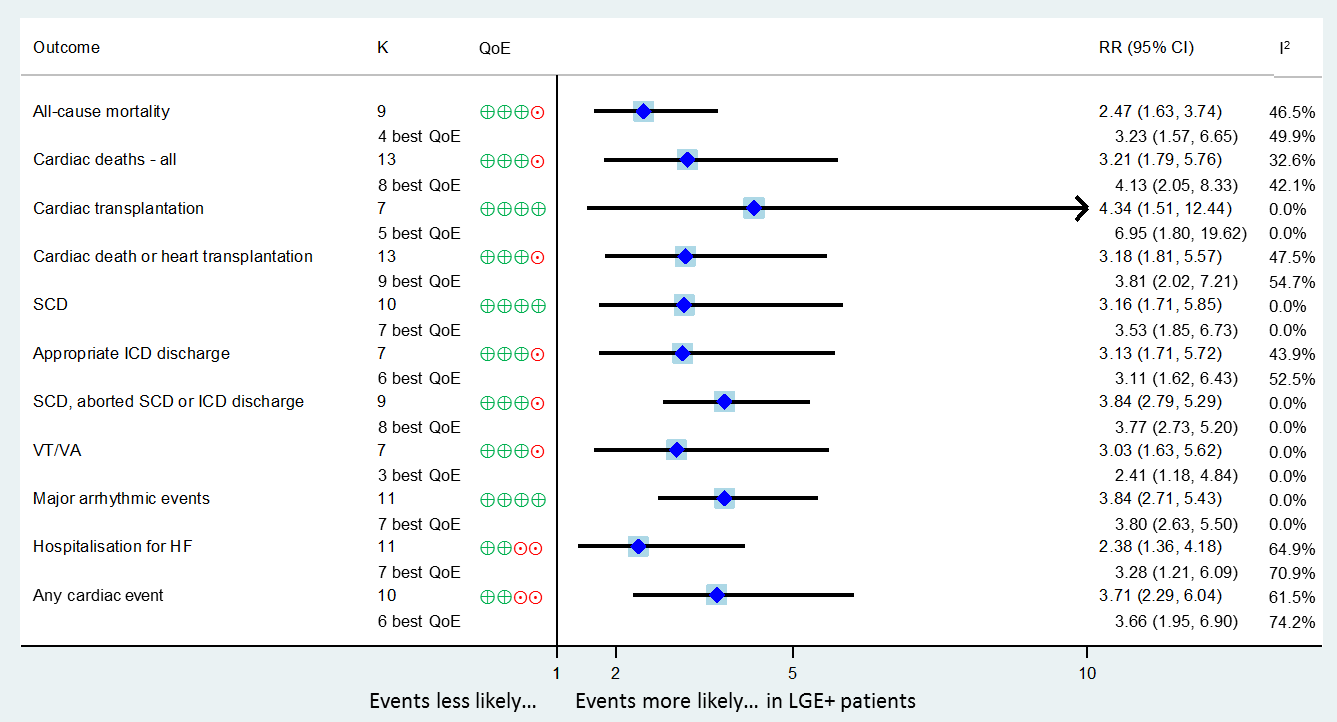 Outcome K QoE RR (95% CI) I²
All-cause mortality 9 ⊕⊕⊕⊙ 2.47 (1.63, 3.74) 46.5%
4 best QoE 3.23 (1.57, 6.65) 49.9%
Cardiac deaths - all 13 ⊕⊕⊕⊙ 3.21 (1.79, 5.76) 32.6%
8 best QoE 4.13 (2.05, 8.33) 42.1%
Cardiac transplantation 7 ⊕⊕⊕⊕ 4.34 (1.51, 12.44) 0.0%
5 best QoE 6.95 (1.80, 19.62) 0.0%
Cardiac death or heart transplantation 13 ⊕⊕⊕⊙ 3.18 (1.81, 5.57) 47.5%
9 best QoE 3.81 (2.02, 7.21) 54.7%
SCD 10 ⊕⊕⊕⊕ 3.16 (1.71, 5.85) 0.0%
7 best QoE 3.53 (1.85, 6.73) 0.0%
Appropriate ICD discharge 7 ⊕⊕⊕⊙ 3.13 (1.71, 5.72) 43.9%
6 best QoE 3.11 (1.62, 6.43) 52.5%
SCD, aborted SCD or ICD discharge 9 ⊕⊕⊕⊙ 3.84 (2.79, 5.29) 0.0%
8 best QoE 3.77 (2.73, 5.20) 0.0%
VT/VA 7 ⊕⊕⊕⊙ 3.03 (1.63, 5.62) 0.0%
3 best QoE 2.41 (1.18, 4.84) 0.0%
Major arrhythmic events 11 ⊕⊕⊕⊕ 3.84 (2.71, 5.43) 0.0%
7 best QoE 3.80 (2.63, 5.50) 0.0%
Hospitalisation for HF 11 ⊕⊕⊙⊙ 2.38 (1.36, 4.18) 64.9%
7 best QoE 3.28 (1.21, 6.09) 70.9%
Any cardiac event 10 ⊕⊕⊙⊙ 3.71 (2.29, 6.04) 61.5%
6 best QoE 3.66 (1.95, 6.90) 74.2%
1 2 5 10
Events less likely... Events more likely... in LGE+ patients